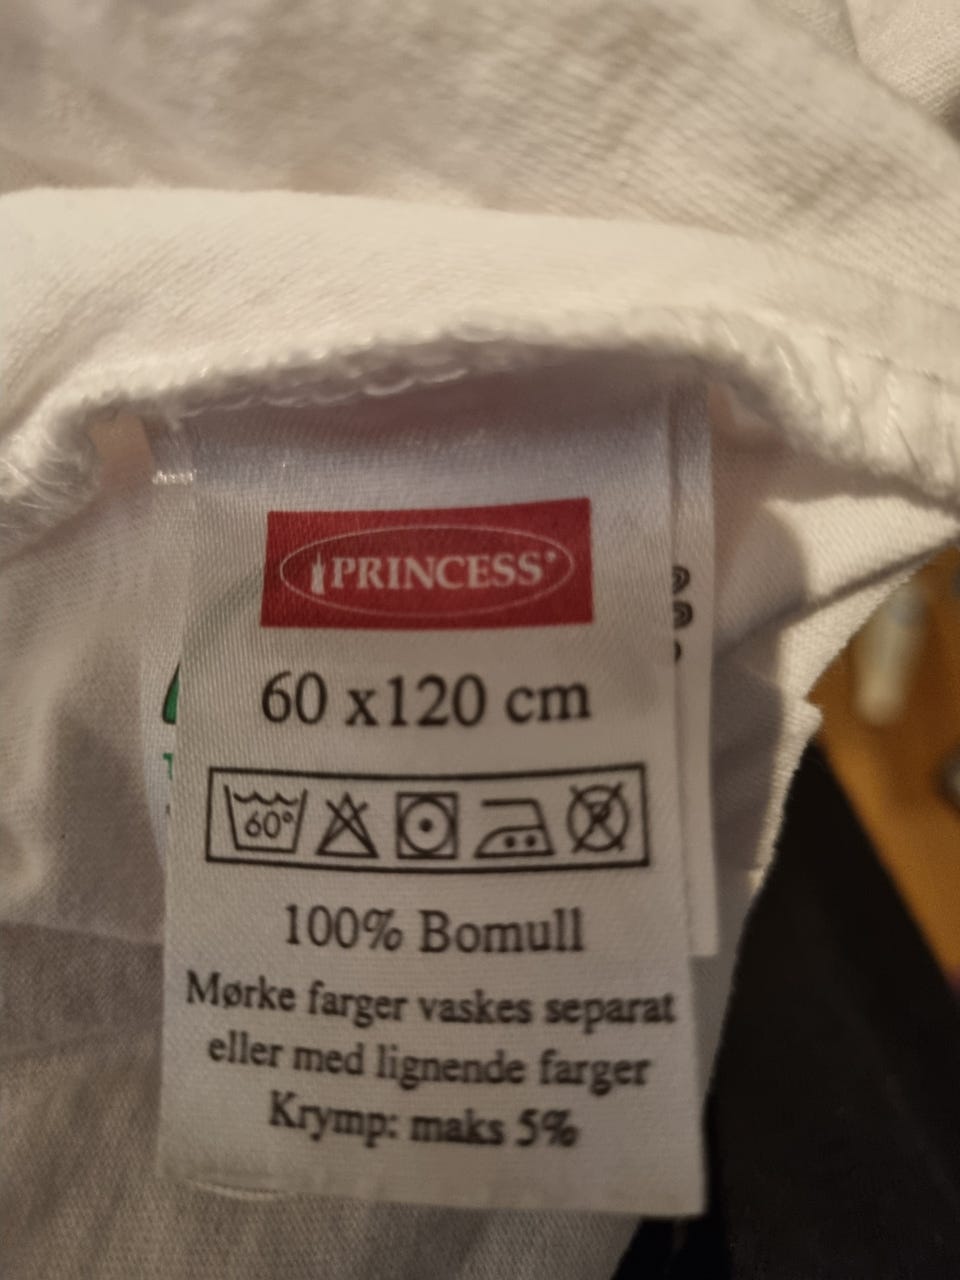 PRINCESS
60 x120 cm
60°
100% Bomull
Mørke farger vaskes separat
eller med lignende farger
Krymp: maks 5%